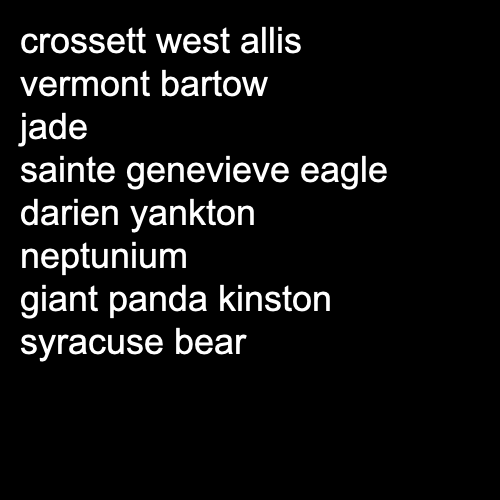 crossett west allis
vermont bartow
jade
sainte genevieve eagle
darien yankton
neptunium
giant panda kinston
syracuse bear